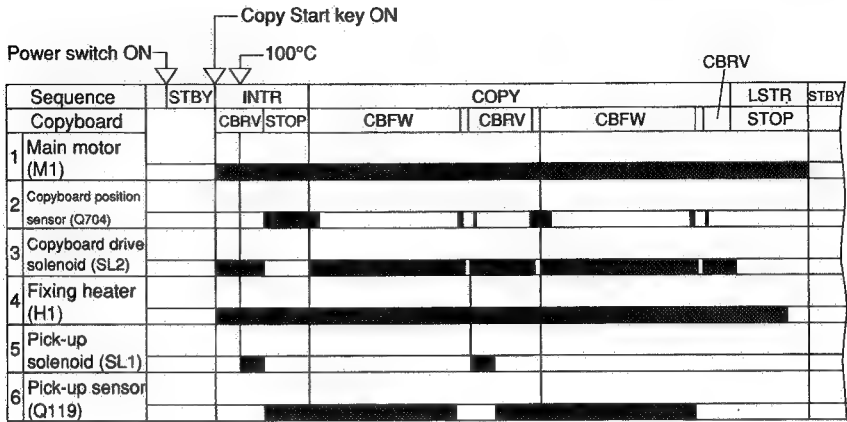 Copy Start key ON
Power switch ON
100°C
CBRV
Sequence STBY INTR COPY LSTR STBY
Copyboard CBRV STOP CBFW CBRV CBFW STOP
1 Main motor
(M1)
2 Copyboard position
sensor (Q704)
3 Copyboard drive
solenoid (SL2)
4 Fixing heater
(H1)
5 Pick-up
solenoid (SL1)
6 Pick-up sensor
(Q119)